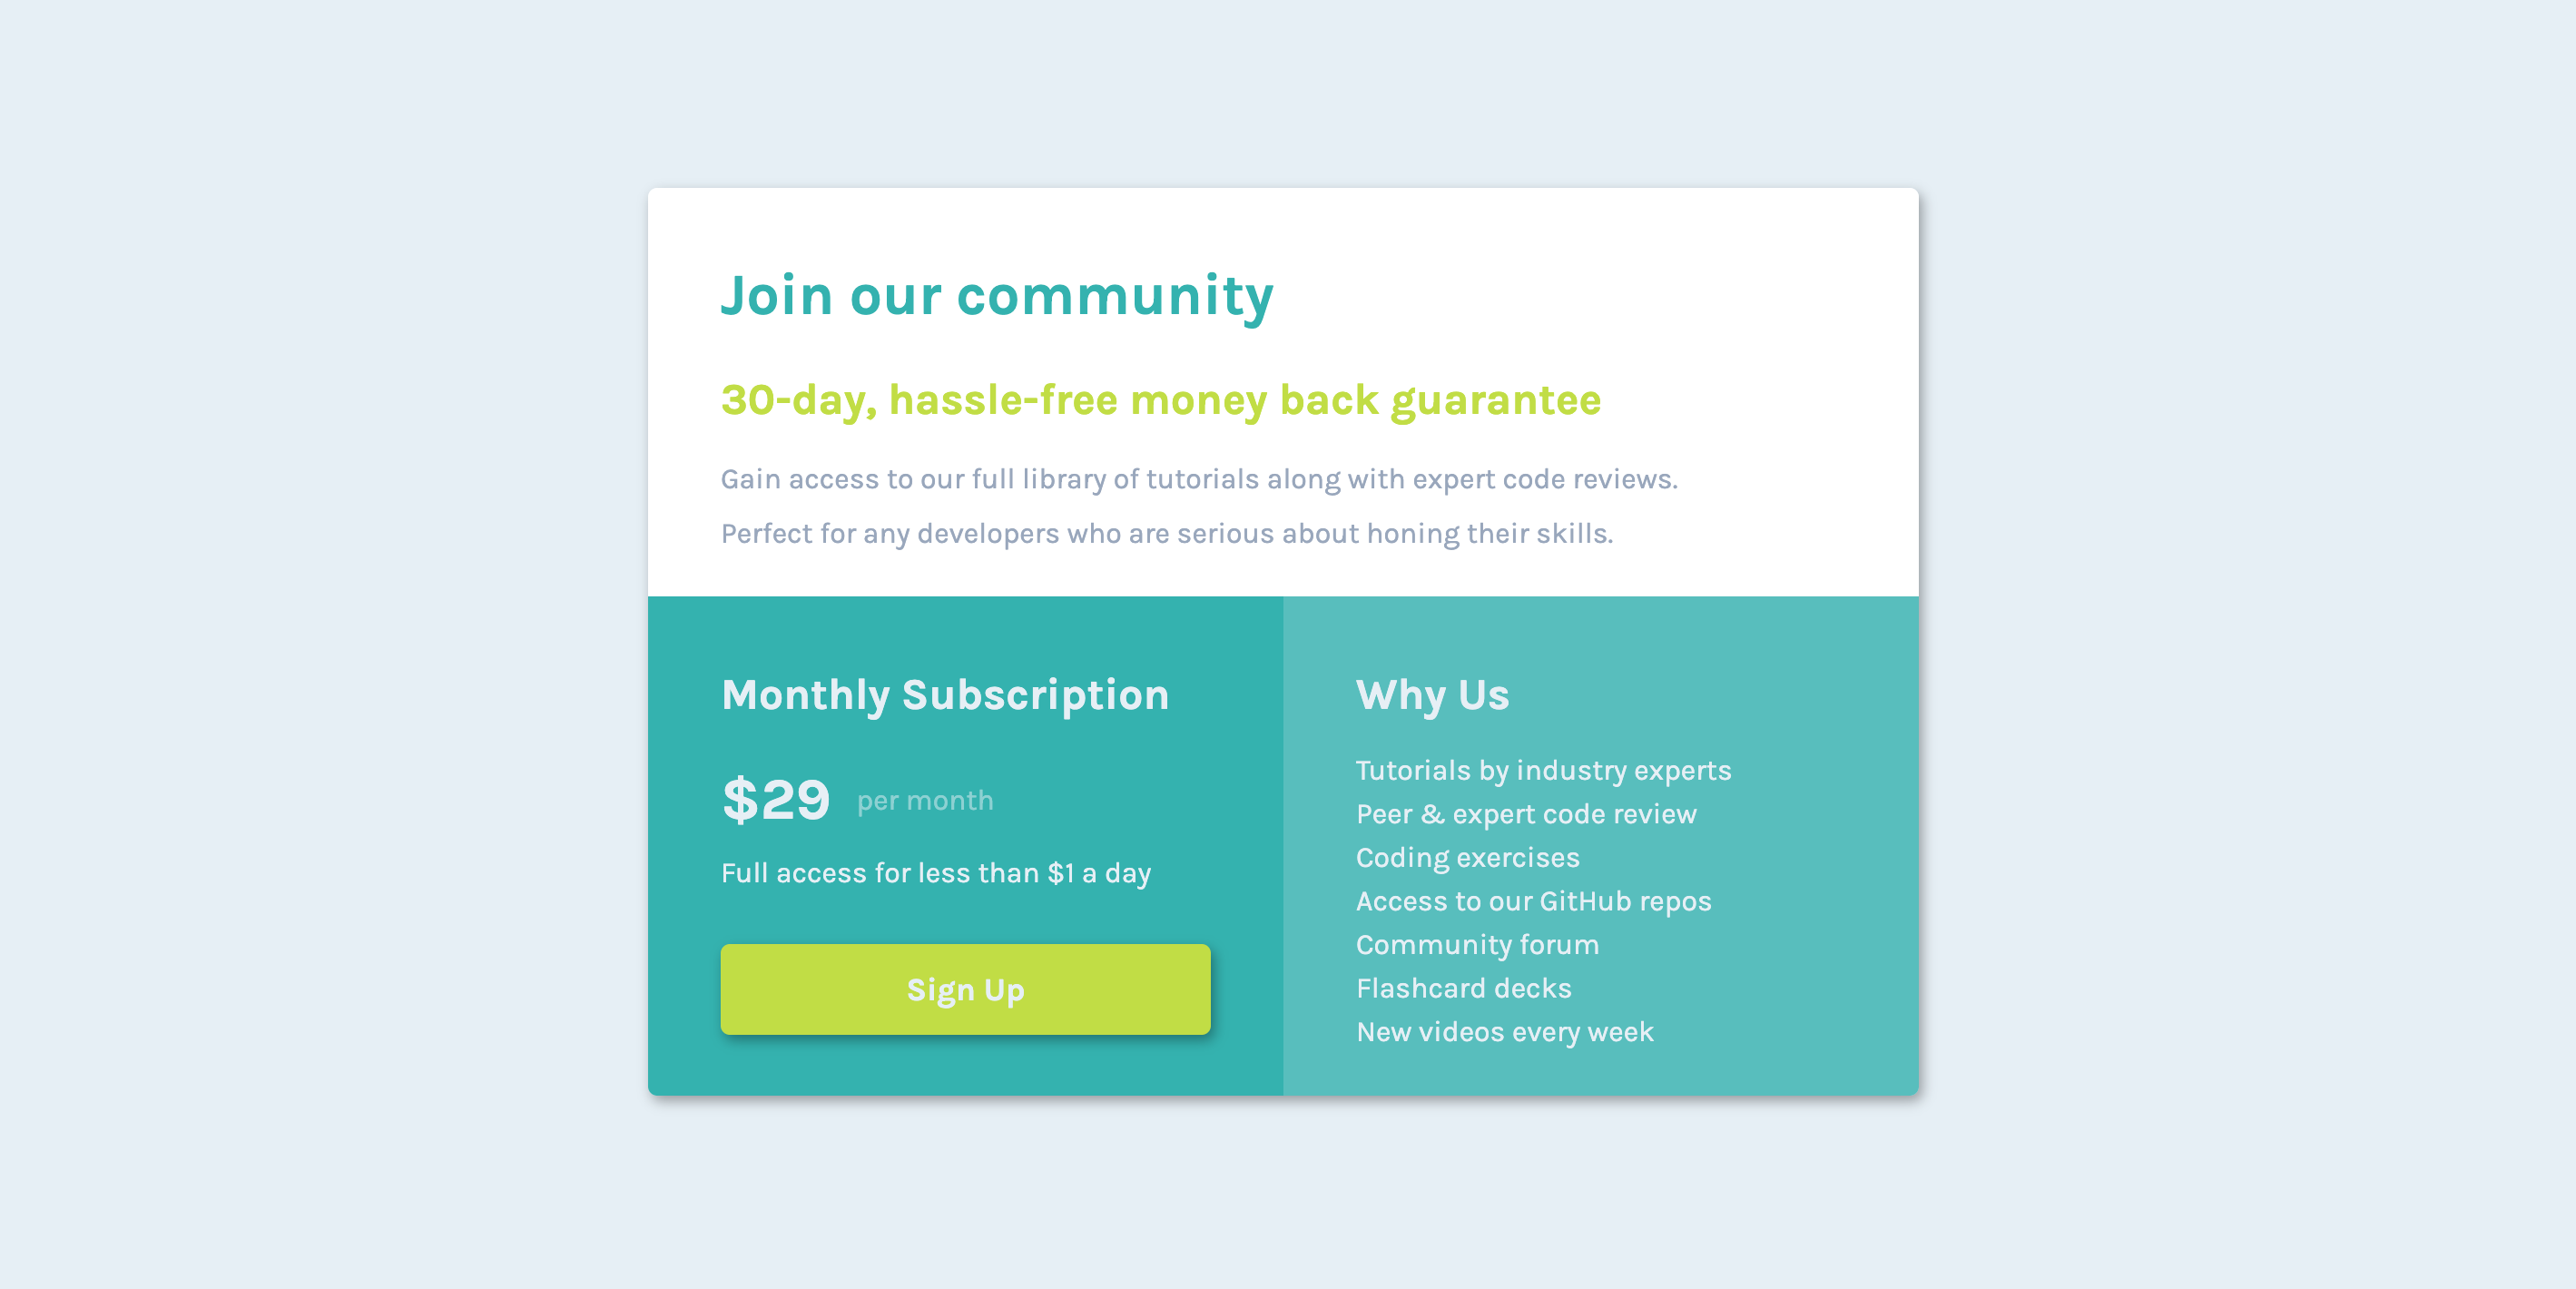 Join our community
30-day, hassle-free money back guarantee
Gain access to our full library of tutorials along with expert code reviews.
Perfect for any developers who are serious about honing their skills.
Monthly Subscription
$29 per month
Full access for less than $1 a day
Sign Up
Why Us
Tutorials by industry experts
Peer & expert code review
Coding exercises
Access to our GitHub repos
Community forum
Flashcard decks
New videos every week